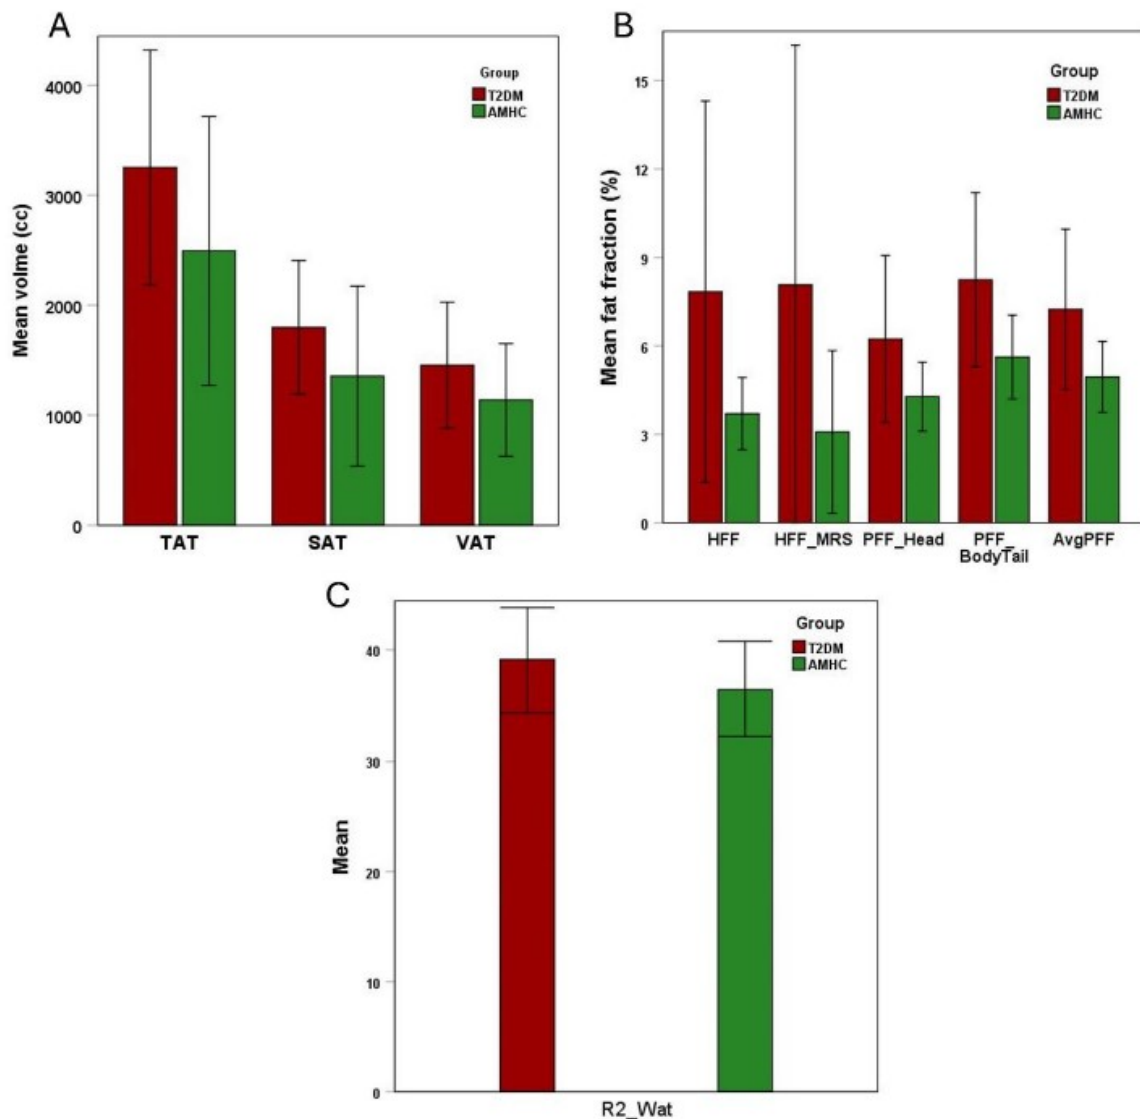 A
Mean volme (cc)
4000
3000
2000
1000
0
Group
T2DM
AMHC
TAT SAT VAT
B
Mean fat fraction (%)
15
12
9
6
3
0
Group
T2DM
AMHC
HFF HFF_MRS PFF_Head PFF_ AvgPFF
BodyTail
C
Mean
40
30
20
10
0
Group
T2DM
AMHC
R2_Wat